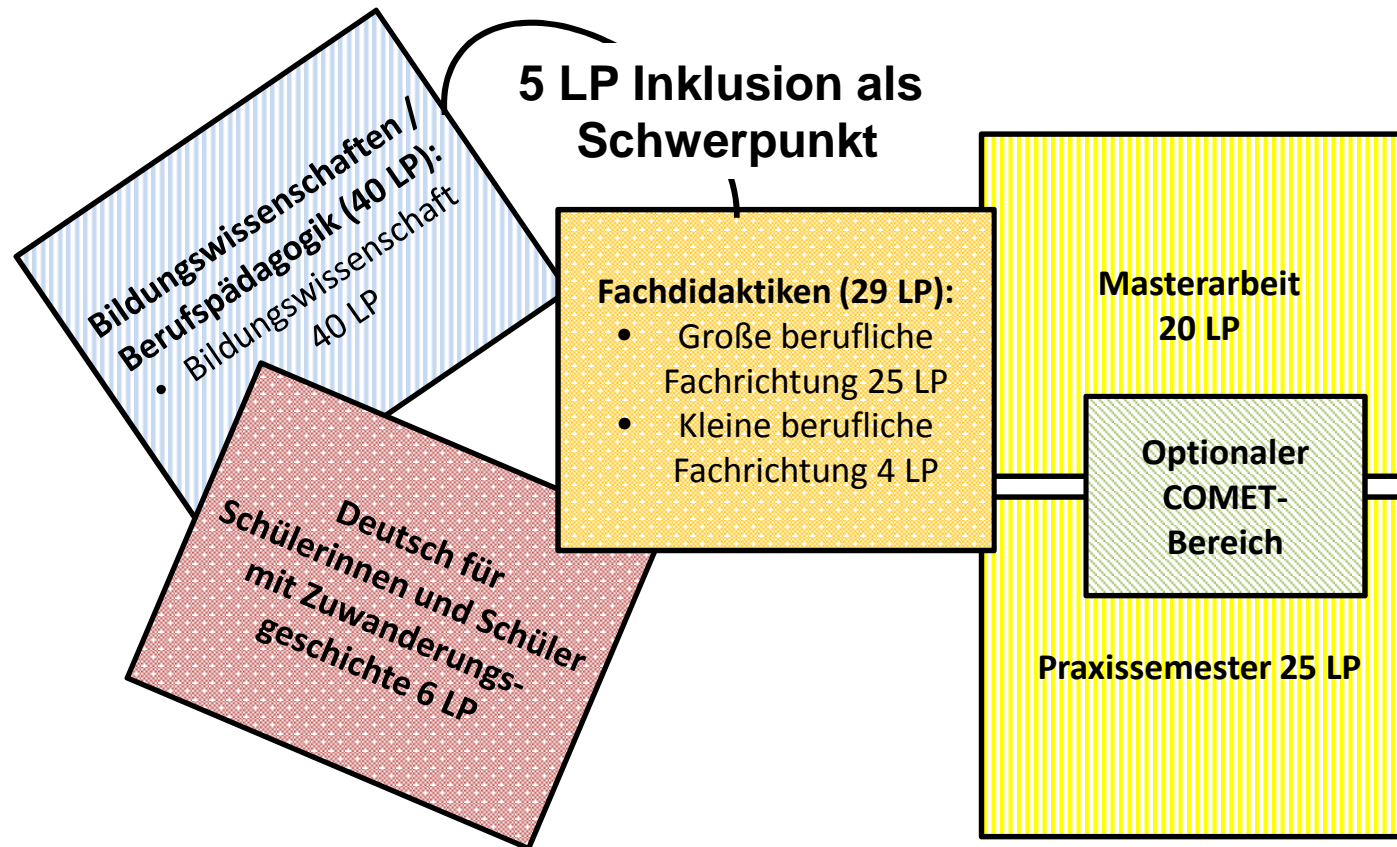 5 LP Inklusion als
Schwerpunkt
Bildungswissenschaften /
Berufspädagogik (40 LP):
• Bildungswissenschaft
40 LP
Deutsch für
Schülerinnen und Schüler
mit Zuwanderungs-
geschichte 6 LP
Fachdidaktiken (29 LP):
• Große berufliche
Fachrichtung 25 LP
• Kleine berufliche
Fachrichtung 4 LP
Masterarbeit
20 LP
Optionaler
COMET-
Bereich
Praxissemester 25 LP